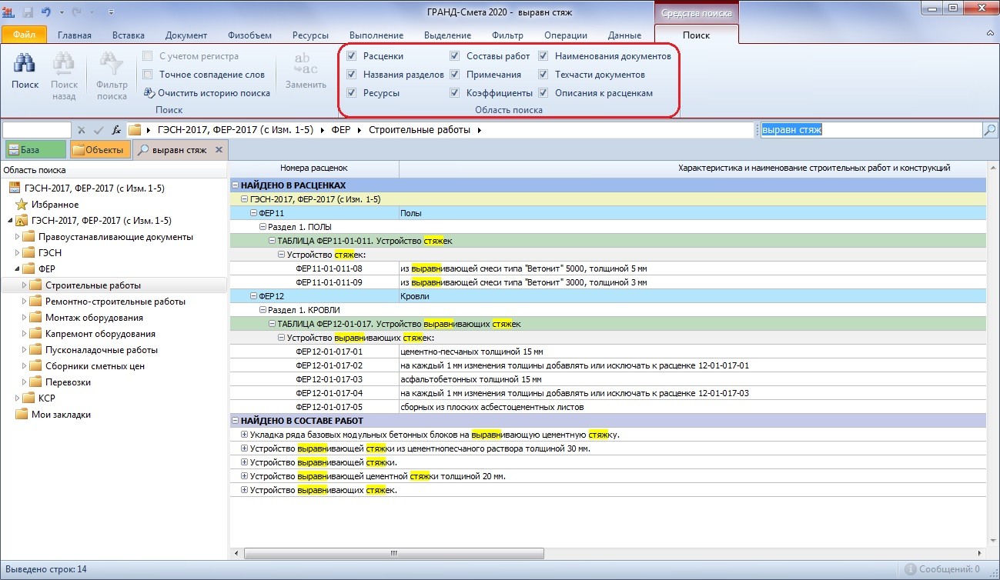 ГРАНД-Смета 2020 - выравн стяж
Средства поиска
Файл Главная Вставка Документ Физобъем Ресурсы Выполнение Выделение Фильтр Операции Данные Поиск
Поиск
Поиск назад
Фильтр поиска
С учетом регистра
Точное совпадение слов
Очистить историю поиска
Поиск
ab
ac
Заменить
Расценки Составы работ Наименования документов
Названия разделов Примечания Техчасти документов
Ресурсы Коэффициенты Описания к расценкам
Область поиска
fx ГЭСН-2017, ФЕР-2017 (с Изм. 1-5) ФЕР Строительные работы
выравн стяж
База Объекты выравн стяж
Область поиска
ГЭСН-2017, ФЕР-2017 (с Изм. 1-5)
Избранное
ГЭСН-2017, ФЕР-2017 (с Изм. 1-5)
Правоустанавливающие документы
ГЭСН
ФЕР
Строительные работы
Ремонтно-строительные работы
Монтаж оборудования
Капремонт оборудования
Пусконаладочные работы
Сборники сметных цен
Перевозки
КСР
Мои закладки
Номера расценок Характеристика и наименование строительных работ и конструкций
НАЙДЕНО В РАСЦЕНКАХ
ГЭСН-2017, ФЕР-2017 (с Изм. 1-5)
ФЕР11 Полы
Раздел 1. ПОЛЫ
ТАБЛИЦА ФЕР11-01-011. Устройство стяжек
Устройство стяжек:
ФЕР11-01-011-08 из выравнивающей смеси типа "Ветонит" 5000, толщиной 5 мм
ФЕР11-01-011-09 из выравнивающей смеси типа "Ветонит" 3000, толщиной 3 мм
ФЕР12 Кровли
Раздел 1. КРОВЛИ
ТАБЛИЦА ФЕР12-01-017. Устройство выравнивающих стяжек
Устройство выравнивающих стяжек:
ФЕР12-01-017-01 цементно-песчаных толщиной 15 мм
ФЕР12-01-017-02 на каждый 1 мм изменения толщины добавлять или исключать к расценке 12-01-017-01
ФЕР12-01-017-03 асфальтобетонных толщиной 15 мм
ФЕР12-01-017-04 на каждый 1 мм изменения толщины добавлять или исключать к расценке 12-01-017-03
ФЕР12-01-017-05 сборных из плоских асбестоцементных листов
НАЙДЕНО В СОСТАВЕ РАБОТ
Укладка ряда базовых модульных бетонных блоков на выравнивающую цементную стяжку.
Устройство выравнивающей стяжки из цементнопесчаного раствора толщиной 30 мм.
Устройство выравнивающей стяжки.
Устройство выравнивающей цементной стяжки толщиной 20 мм.
Устройство выравнивающих стяжек.
Выведено строк: 14
Сообщений: 0